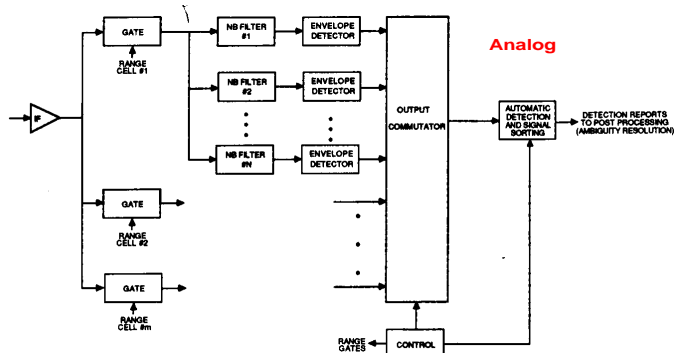 GATE
RANGE
CELL #1
NB FILTER
#1
ENVELOPE
DETECTOR
Analog
NB FILTER
#2
ENVELOPE
DETECTOR
IF
OUTPUT
COMMUTATOR
AUTOMATIC
DETECTION
AND SIGNAL
SORTING
DETECTION REPORTS
TO POST PROCESSING
(AMBIGUITY RESOLUTION)
NB FILTER
#N
ENVELOPE
DETECTOR
GATE
RANGE
CELL #2
GATE
RANGE
CELL #m
RANGE
GATES
CONTROL